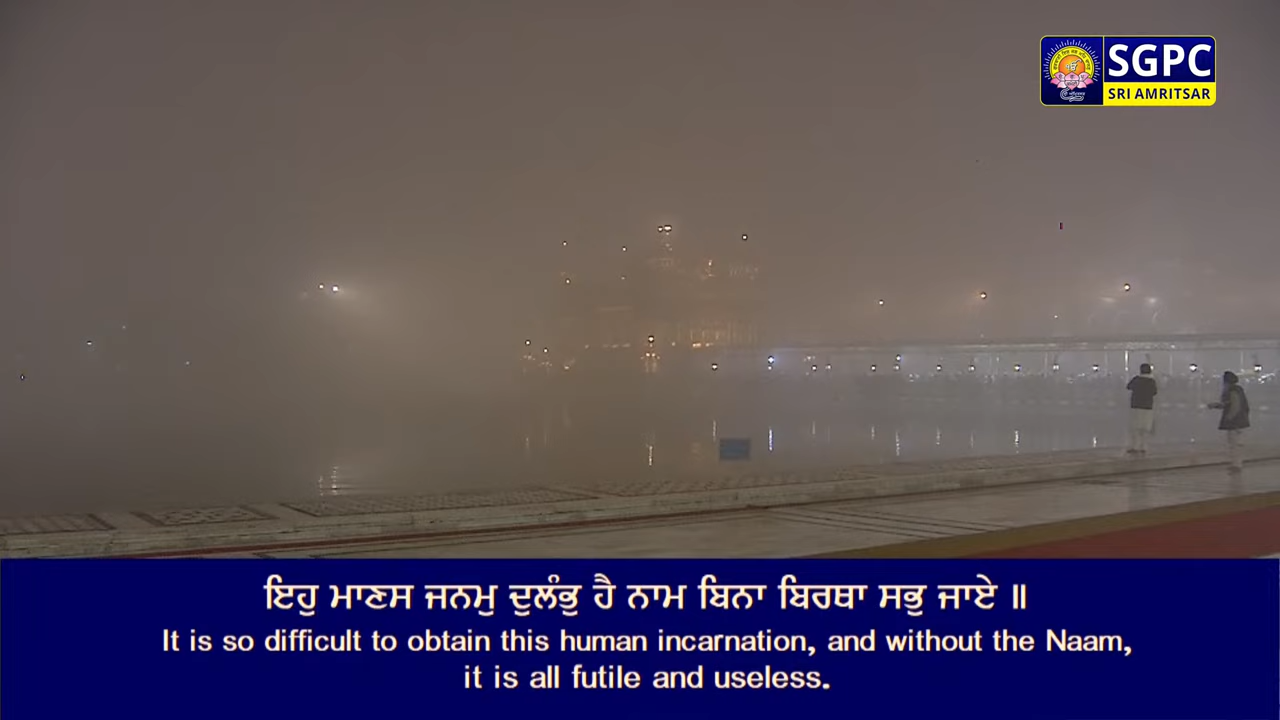 SGPC
SRI AMRITSAR
ਇਹੁ ਮਾਣਸ ਜਨਮੁ ਦੁਲੰਭੁ ਹੈ ਨਾਮ ਬਿਨਾ ਬਿਰਥਾ ਸਭੁ ਜਾਏ ॥
It is so difficult to obtain this human incarnation, and without the Naam,
it is all futile and useless.